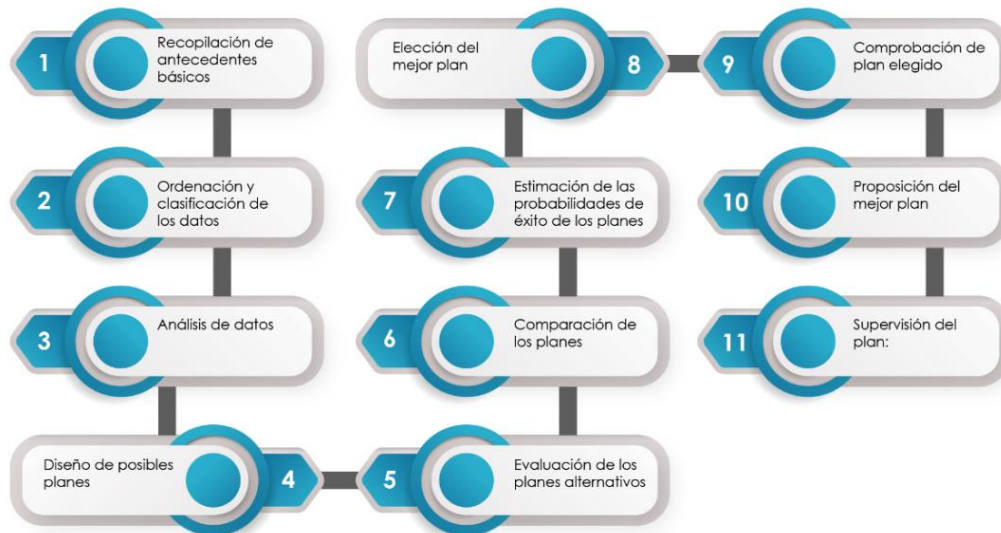 1
Recopilación de
antecedentes
básicos
2
Ordenación y
clasificación de
los datos
3
Análisis de datos
Diseño de posibles
planes
4
5
Evaluación de los
planes alternativos
6
Comparación de
los planes
7
Estimación de las
probabilidades de
éxito de los planes
Elección del
mejor plan
8
9
Comprobación de
plan elegido
10
Proposición del
mejor plan
11
Supervisión del
plan: